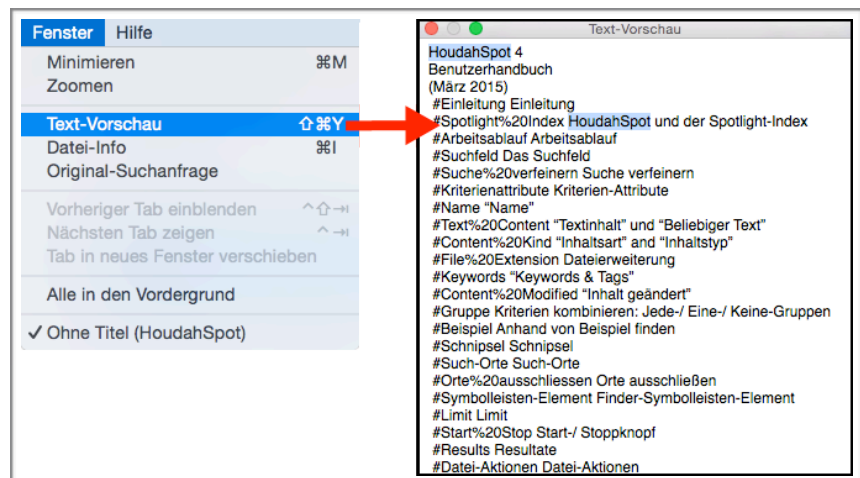 Fenster Hilfe
Minimieren ⌘M
Zoomen
Text-Vorschau ⇧⌘Y
Datei-Info ⌘I
Original-Suchanfrage
Vorheriger Tab einblenden ^⇧⇥
Nächsten Tab zeigen ^⇥
Tab in neues Fenster verschieben
Alle in den Vordergrund
✓ Ohne Titel (HoudahSpot)
Text-Vorschau
HoudahSpot 4
Benutzerhandbuch
(März 2015)
#Einleitung Einleitung
#Spotlight%20Index HoudahSpot und der Spotlight-Index
#Arbeitsablauf Arbeitsablauf
#Suchfeld Das Suchfeld
#Suche%20verfeinern Suche verfeinern
#Kriterienattribute Kriterien-Attribute
#Name “Name”
#Text%20Content “Textinhalt” und “Beliebiger Text”
#Content%20Kind “Inhaltsart” and “Inhaltstyp”
#File%20Extension Dateierweiterung
#Keywords “Keywords & Tags”
#Content%20Modified “Inhalt geändert”
#Gruppe Kriterien kombinieren: Jede-/ Eine-/ Keine-Gruppen
#Beispiel Anhand von Beispiel finden
#Schnipsel Schnipsel
#Such-Orte Such-Orte
#Orte%20ausschliessen Orte ausschließen
#Symbolleisten-Element Finder-Symbolleisten-Element
#Limit Limit
#Start%20Stop Start-/ Stoppknopf
#Results Resultate
#Datei-Aktionen Datei-Aktionen